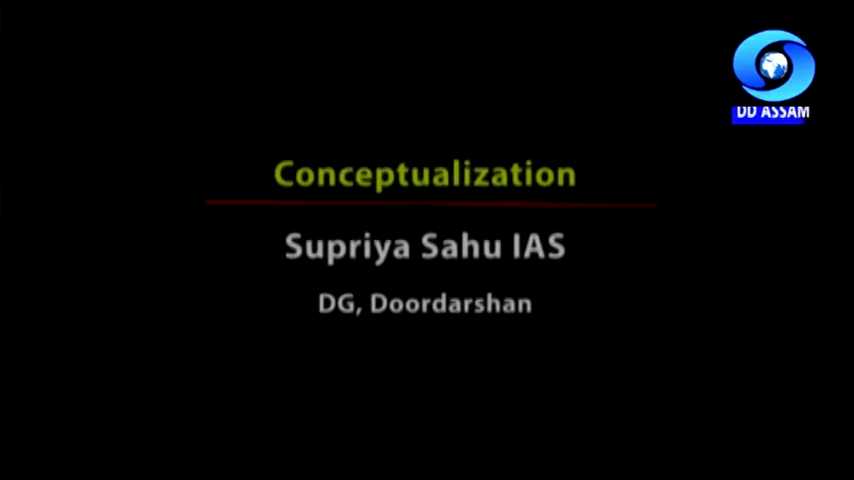 DD ASSAM
Conceptualization
Supriya Sahu IAS
DG, Doordarshan